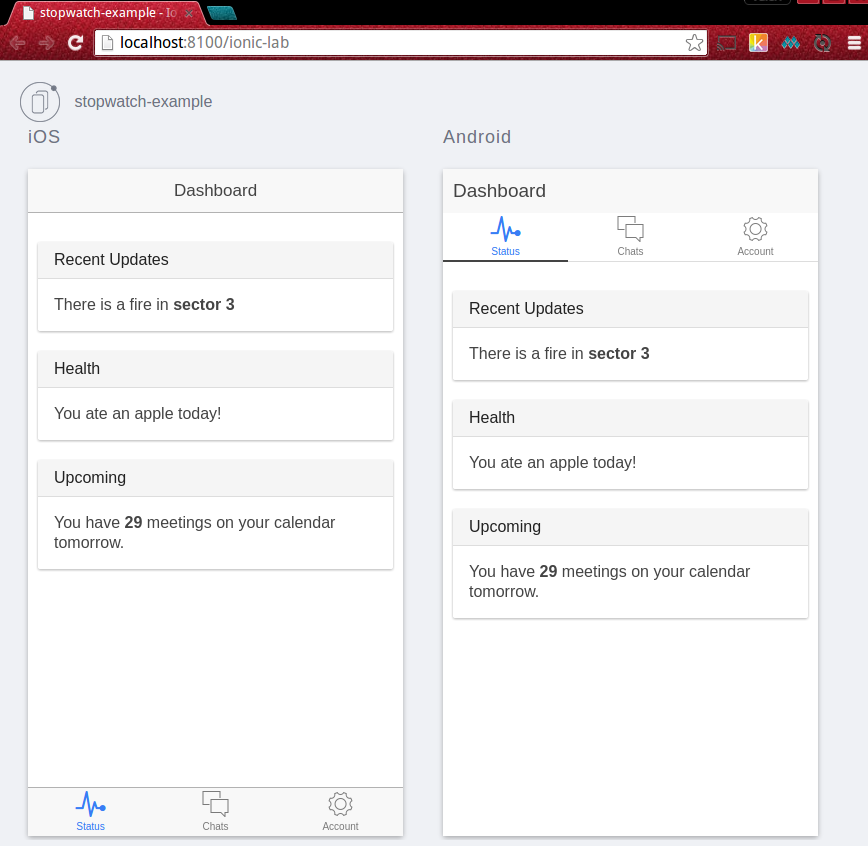 stopwatch-example - Io
localhost:8100/ionic-lab
stopwatch-example
iOS
Dashboard
Recent Updates
There is a fire in sector 3
Health
You ate an apple today!
Upcoming
You have 29 meetings on your calendar
tomorrow.
Status
Chats
Account
Android
Dashboard
Status
Chats
Account
Recent Updates
There is a fire in sector 3
Health
You ate an apple today!
Upcoming
You have 29 meetings on your calendar
tomorrow.